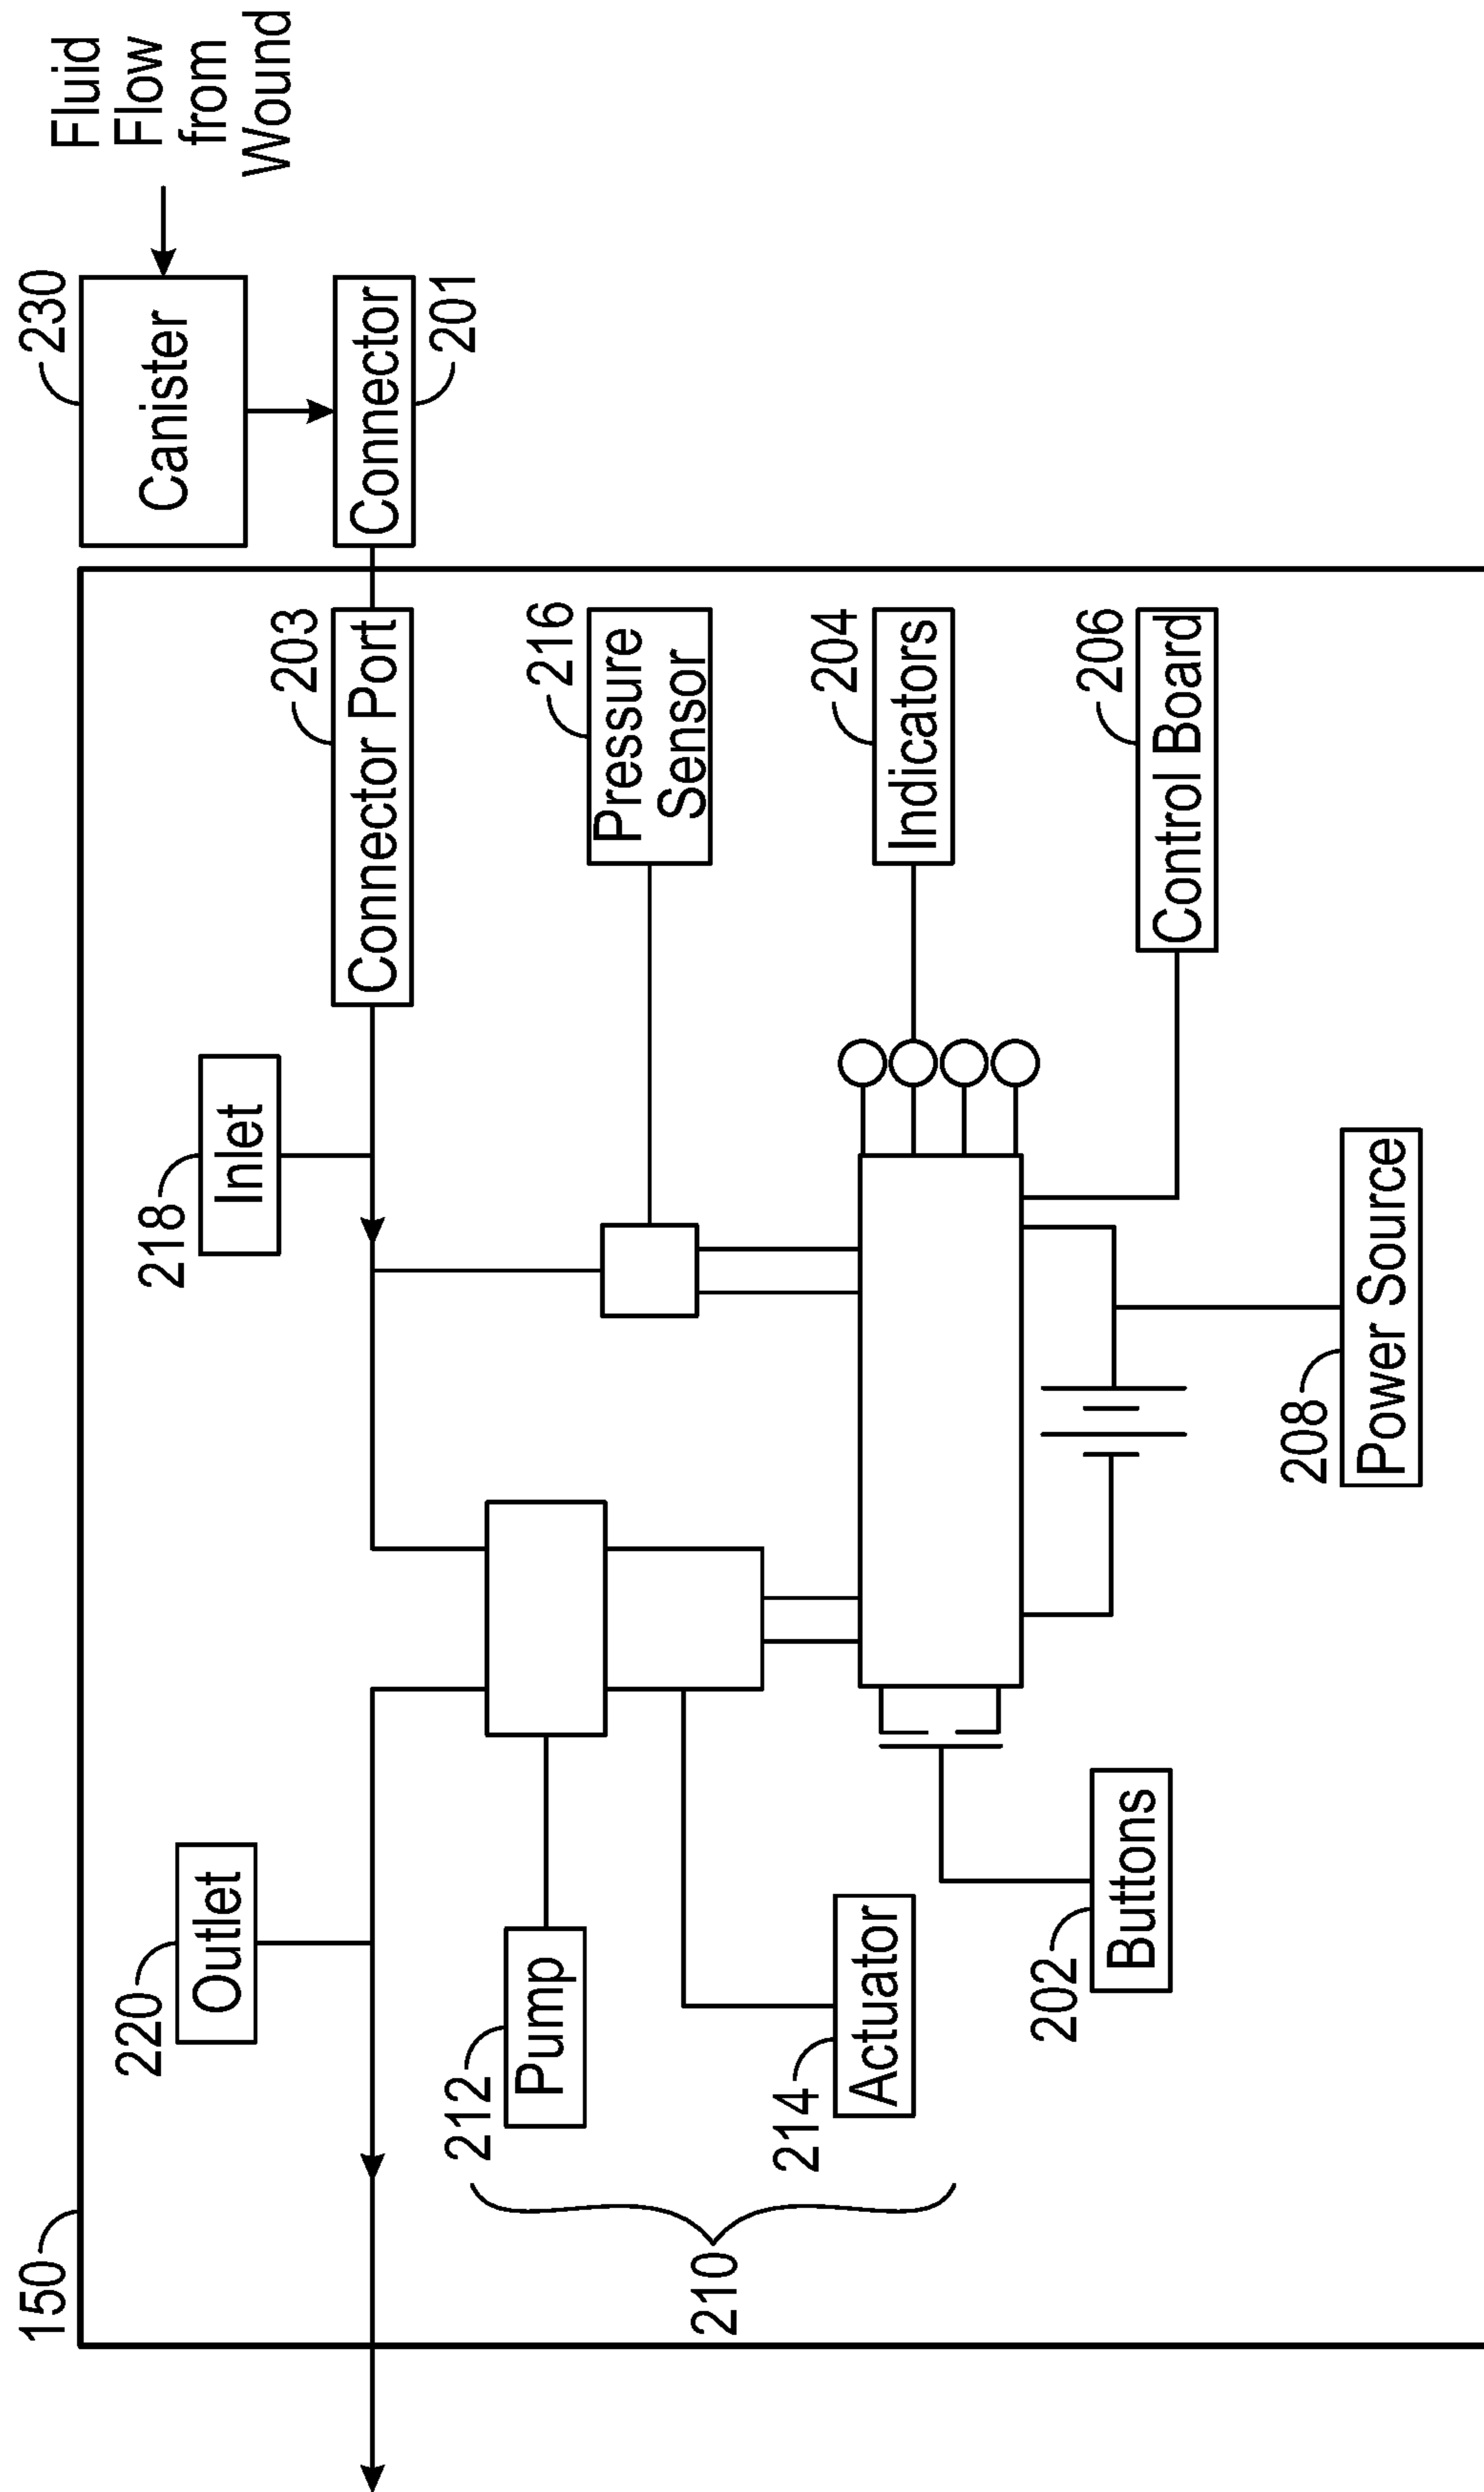 Fluid
Flow
from
Wound
230
Canister
Connector
201
150
220
Outlet
218
Inlet
203
Connector Port
212
Pump
216
Pressure
Sensor
210
214
Actuator
204
Indicators
202
Buttons
206
Control Board
208
Power Source